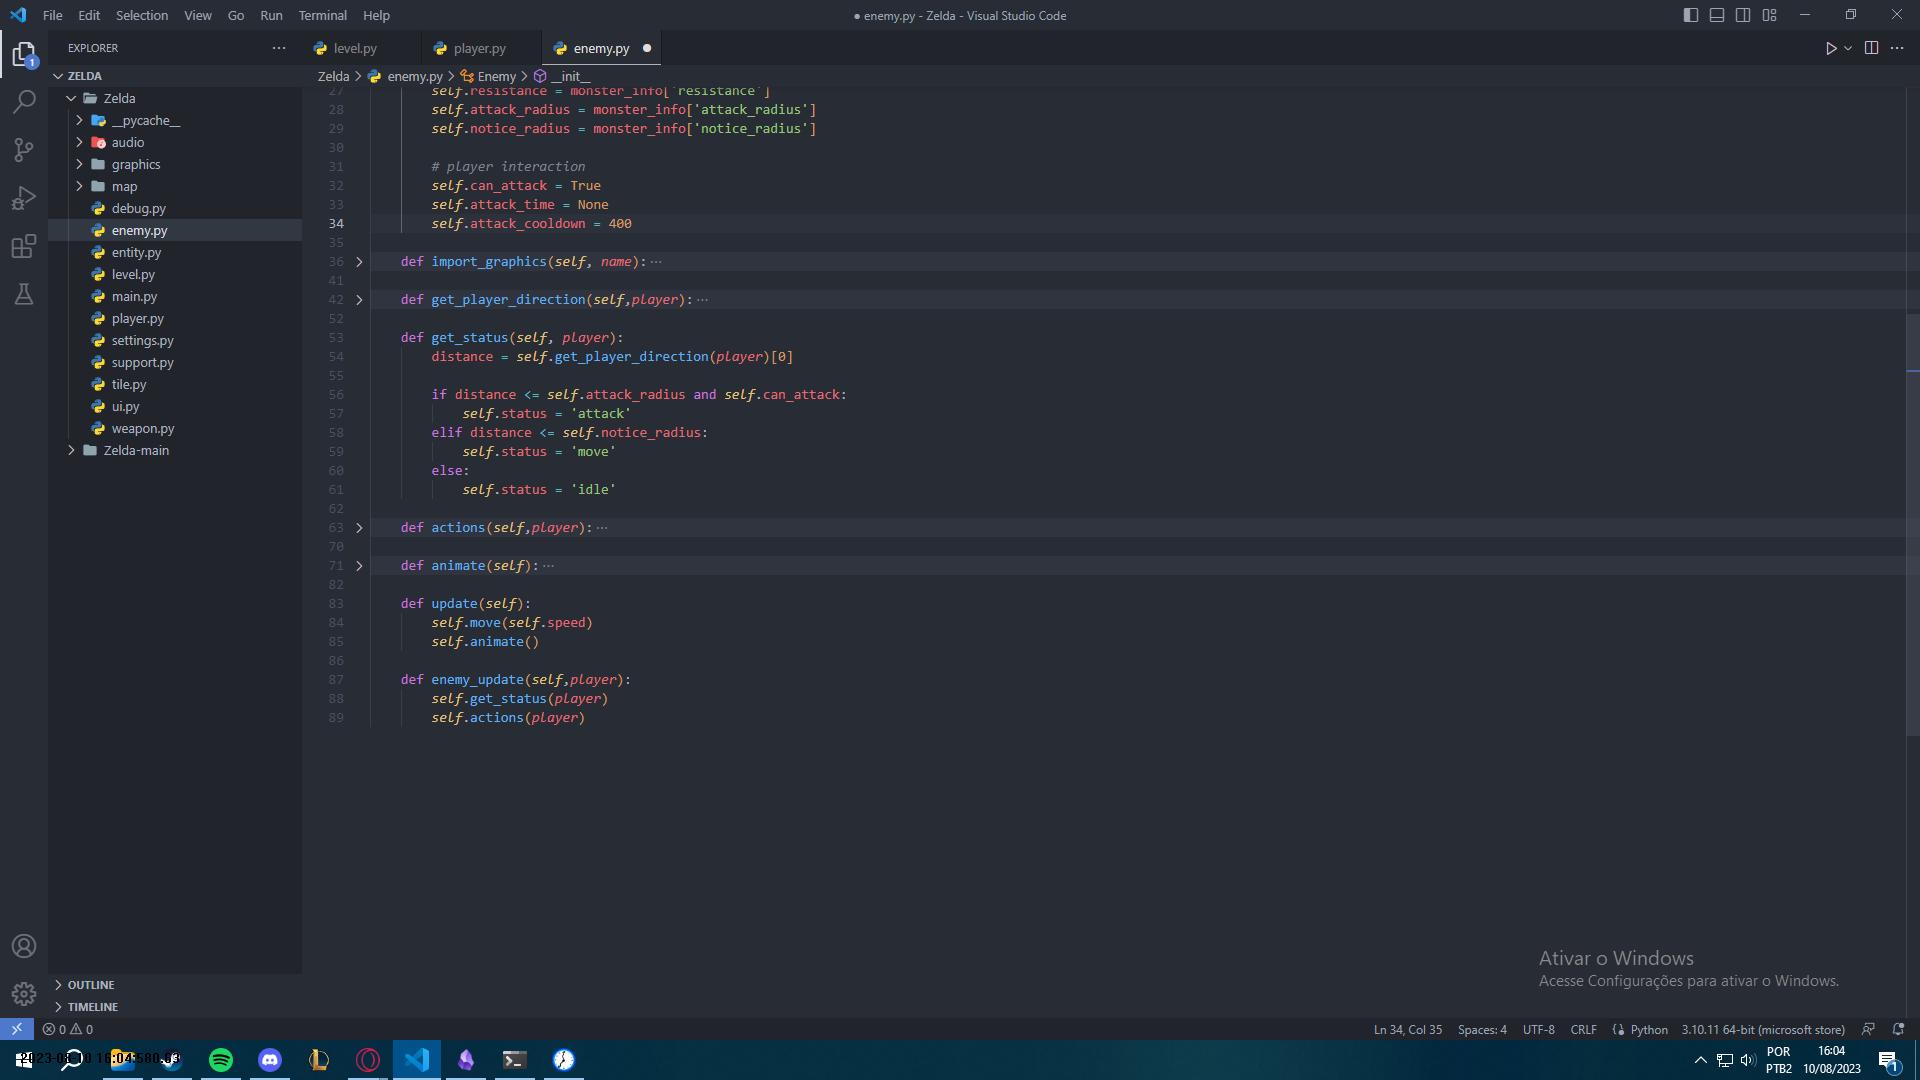 File Edit Selection View Go Run Terminal Help
● enemy.py - Zelda - Visual Studio Code
EXPLORER
level.py
player.py
enemy.py
1
ZELDA
Zelda
__pycache__
audio
graphics
map
debug.py
enemy.py
entity.py
level.py
main.py
player.py
settings.py
support.py
tile.py
ui.py
weapon.py
Zelda-main
OUTLINE
TIMELINE
Zelda > enemy.py > Enemy > __init__
27 self.resistance = monster_info['resistance']
28 self.attack_radius = monster_info['attack_radius']
29 self.notice_radius = monster_info['notice_radius']
30
31 # player interaction
32 self.can_attack = True
33 self.attack_time = None
34 self.attack_cooldown = 400
35
36 def import_graphics(self, name):···
41
42 def get_player_direction(self,player):···
52
53 def get_status(self, player):
54 distance = self.get_player_direction(player)[0]
55
56 if distance <= self.attack_radius and self.can_attack:
57 self.status = 'attack'
58 elif distance <= self.notice_radius:
59 self.status = 'move'
60 else:
61 self.status = 'idle'
62
63 def actions(self,player):···
70
71 def animate(self):···
82
83 def update(self):
84 self.move(self.speed)
85 self.animate()
86
87 def enemy_update(self,player):
88 self.get_status(player)
89 self.actions(player)
Ativar o Windows
Acesse Configurações para ativar o Windows.
0 0
Ln 34, Col 35 Spaces: 4 UTF-8 CRLF Python 3.10.11 64-bit (microsoft store)
POR
PTB2
16:04
10/08/2023
1